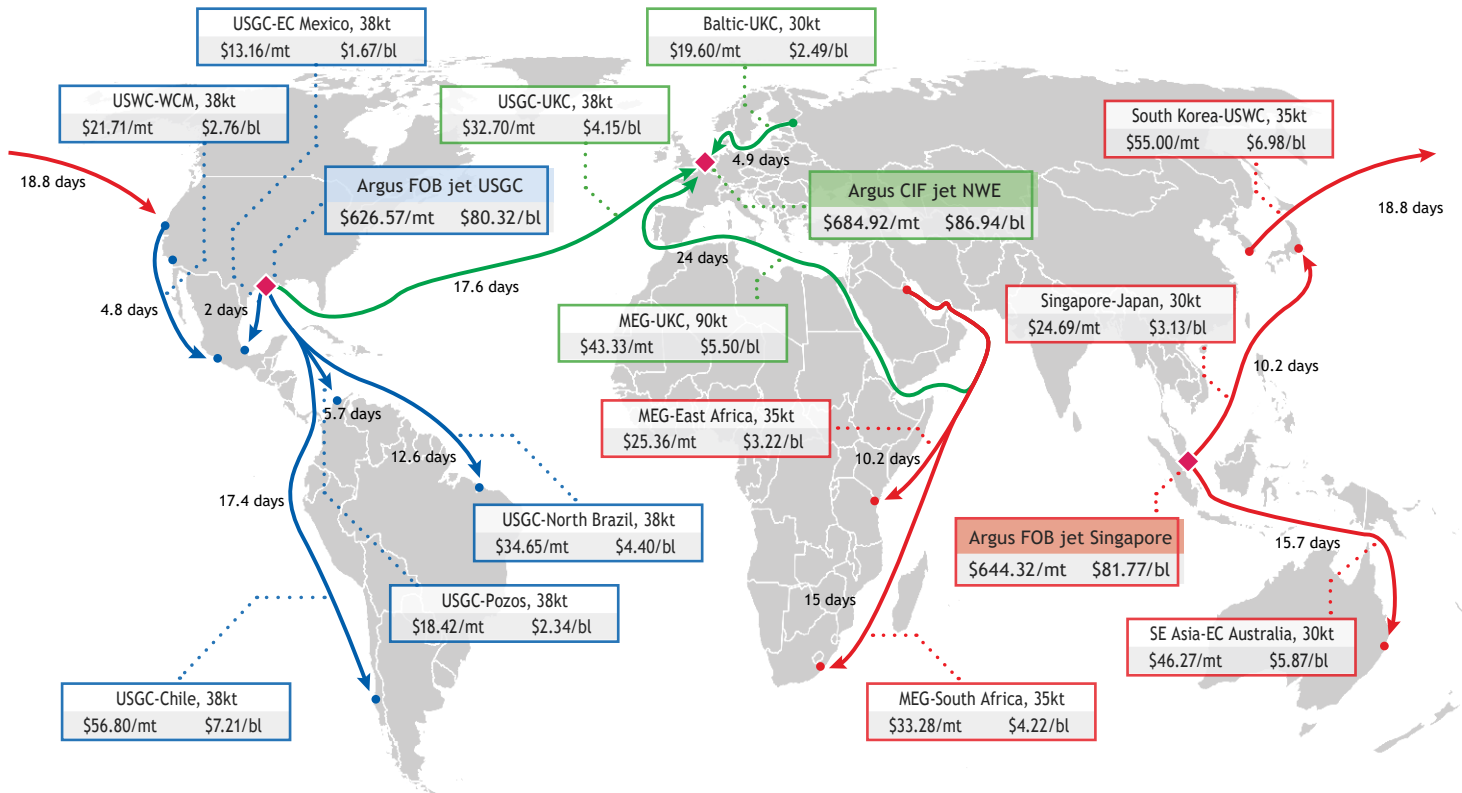 USGC-EC Mexico, 38kt
$13.16/mt $1.67/bl
Baltic-UKC, 30kt
$19.60/mt $2.49/bl
USWC-WCM, 38kt
$21.71/mt $2.76/bl
USGC-UKC, 38kt
$32.70/mt $4.15/bl
South Korea-USWC, 35kt
$55.00/mt $6.98/bl
4.9 days
18.8 days
Argus FOB jet USGC
$626.57/mt $80.32/bl
Argus CIF jet NWE
$684.92/mt $86.94/bl
18.8 days
24 days
17.6 days
4.8 days
2 days
Singapore-Japan, 30kt
$24.69/mt $3.13/bl
MEG-UKC, 90kt
$43.33/mt $5.50/bl
10.2 days
5.7 days
MEG-East Africa, 35kt
$25.36/mt $3.22/bl
12.6 days
10.2 days
17.4 days
USGC-North Brazil, 38kt
$34.65/mt $4.40/bl
Argus FOB jet Singapore
$644.32/mt $81.77/bl
15.7 days
USGC-Pozos, 38kt
$18.42/mt $2.34/bl
15 days
SE Asia-EC Australia, 30kt
$46.27/mt $5.87/bl
USGC-Chile, 38kt
$56.80/mt $7.21/bl
MEG-South Africa, 35kt
$33.28/mt $4.22/bl